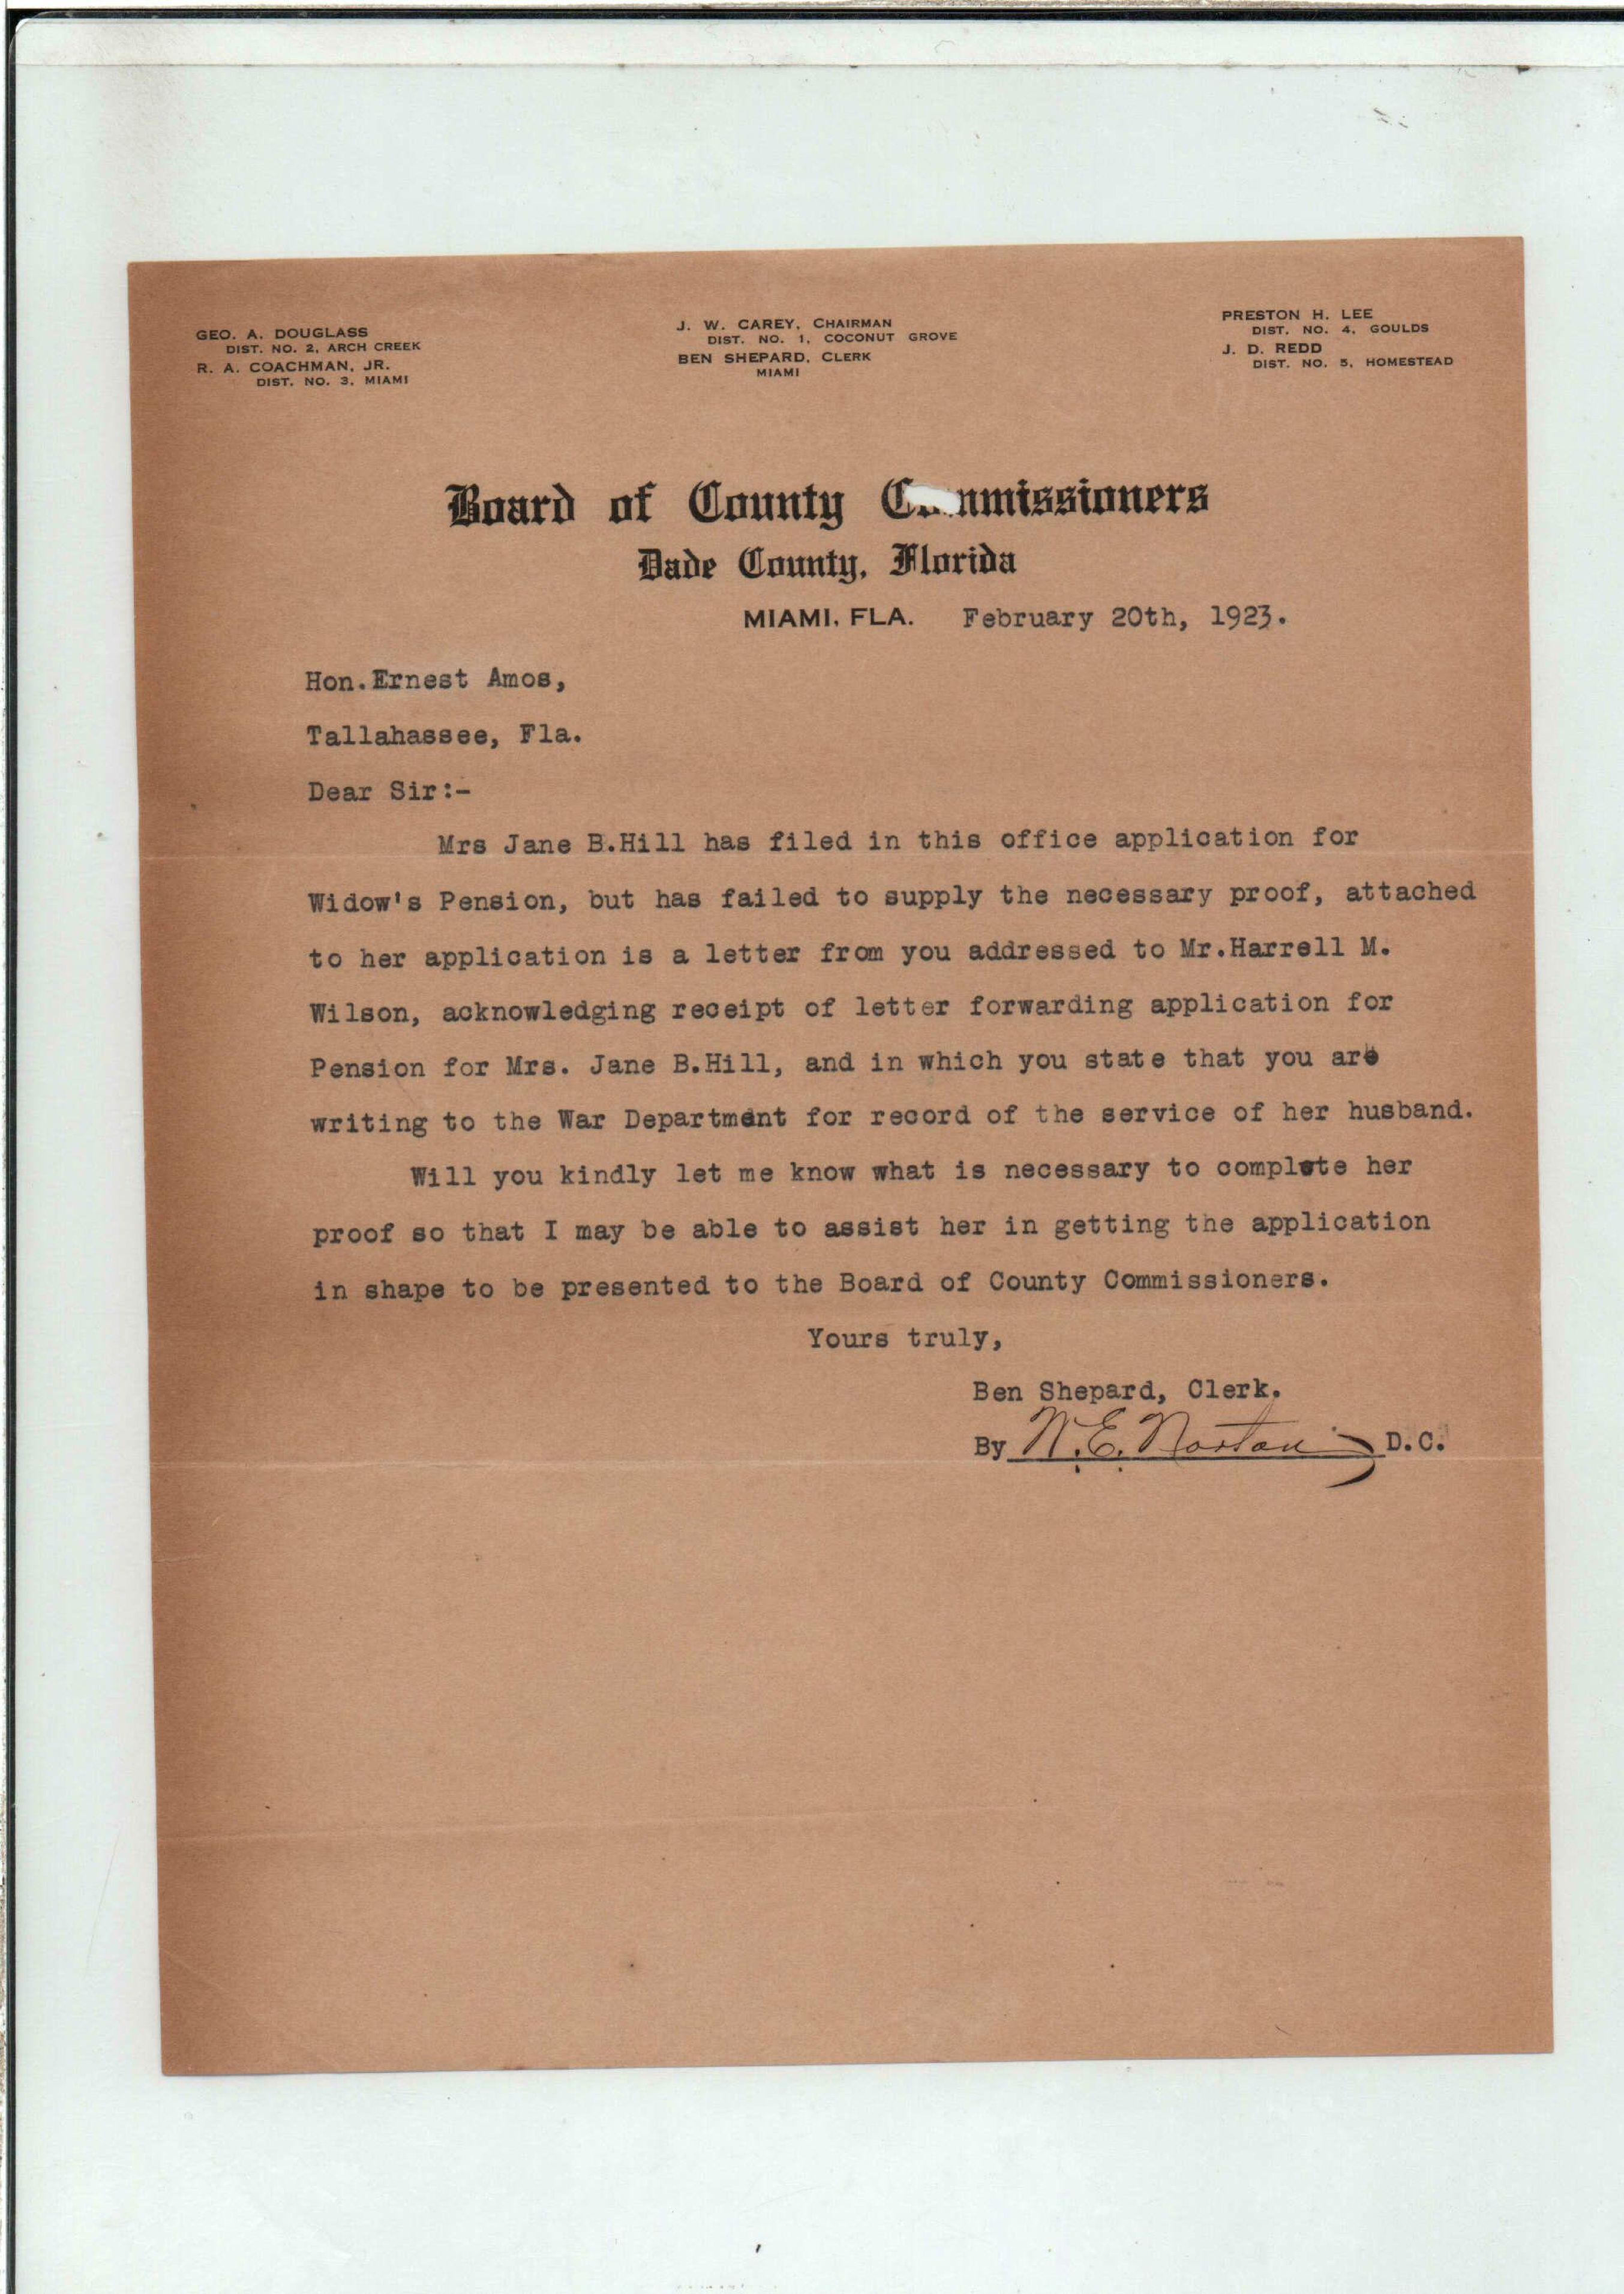 GEO. A. DOUGLASS
DIST. NO. 2, ARCH CREEK
R. A. COACHMAN, JR.
DIST. NO. 3, MIAMI
J. W. CAREY, CHAIRMAN
DIST. NO. 1, COCONUT GROVE
BEN SHEPARD, CLERK
MIAMI
PRESTON H. LEE
DIST. NO. 4, GOULDS
J. D. REDD
DIST. NO. 5, HOMESTEAD
Board of County Commissioners
Dade County, Florida
MIAMI, FLA. February 20th, 1923.
Hon.Ernest Amos,
Tallahassee, Fla.
Dear Sir:-
Mrs Jane B.Hill has filed in this office application for
Widow's Pension, but has failed to supply the necessary proof, attached
to her application is a letter from you addressed to Mr.Harrell M.
Wilson, acknowledging receipt of letter forwarding application for
Pension for Mrs. Jane B.Hill, and in which you state that you are
writing to the War Department for record of the service of her husband.
Will you kindly let me know what is necessary to complete her
proof so that I may be able to assist her in getting the application
in shape to be presented to the Board of County Commissioners.
Yours truly,
Ben Shepard, Clerk.
By N.E. Norton D.C.